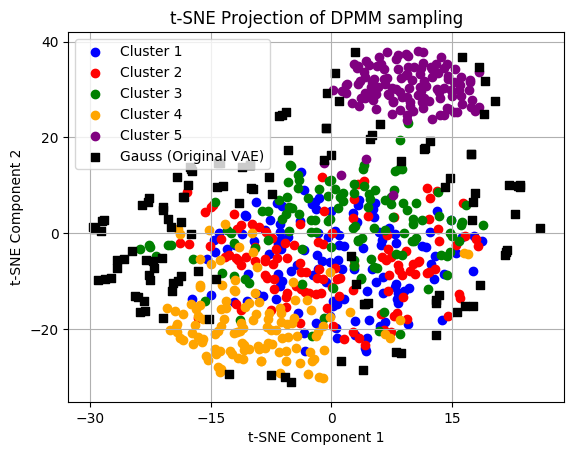 t-SNE Projection of DPMM sampling
Cluster 1
Cluster 2
Cluster 3
Cluster 4
Cluster 5
Gauss (Original VAE)
40
20
0
−20
t-SNE Component 2
−30
−15
0
15
t-SNE Component 1